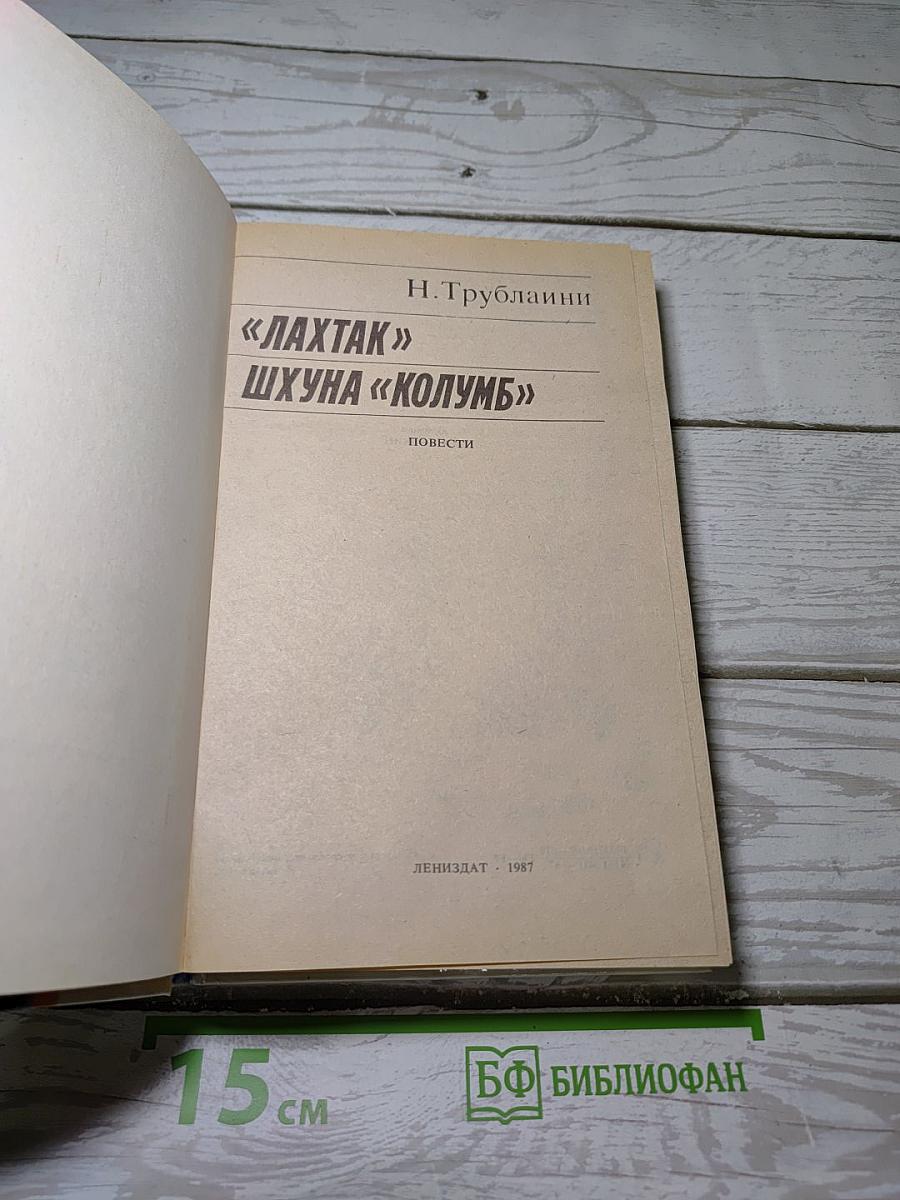 Н. Трублаини
«ЛАХТАК»
ШХУНА «КОЛУМБ»
ПОВЕСТИ
ЛЕНИЗДАТ · 1987
15 см
БФ БИБЛИОФАН